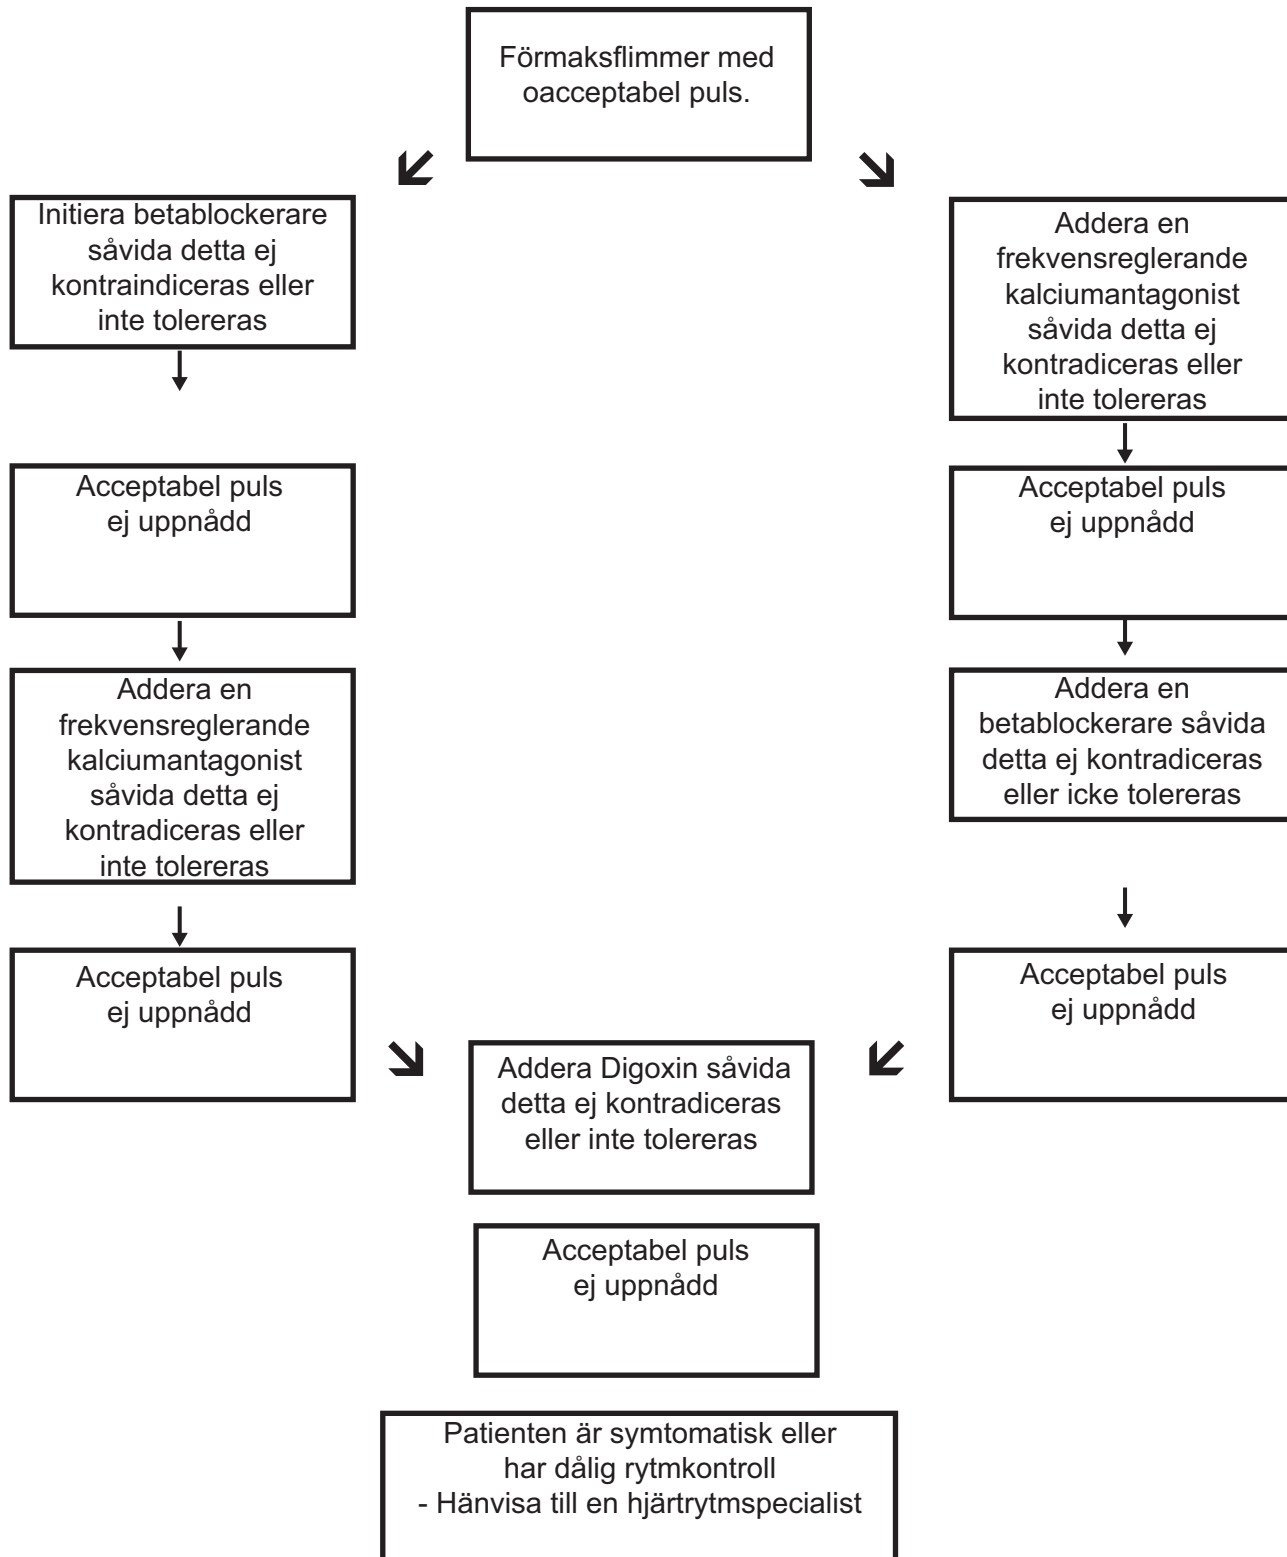 Förmaksflimmer med
oacceptabel puls.
Initiera betablockerare
såvida detta ej
kontraindiceras eller
inte tolereras
Addera en
frekvensreglerande
kalciumantagonist
såvida detta ej
kontradiceras eller
inte tolereras
Acceptabel puls
ej uppnådd
Acceptabel puls
ej uppnådd
Addera en
frekvensreglerande
kalciumantagonist
såvida detta ej
kontradiceras eller
inte tolereras
Addera en
betablockerare såvida
detta ej kontradiceras
eller icke tolereras
Acceptabel puls
ej uppnådd
Acceptabel puls
ej uppnådd
Addera Digoxin såvida
detta ej kontradiceras
eller inte tolereras
Acceptabel puls
ej uppnådd
Patienten är symtomatisk eller
har dålig rytmkontroll
- Hänvisa till en hjärtrytmspecialist